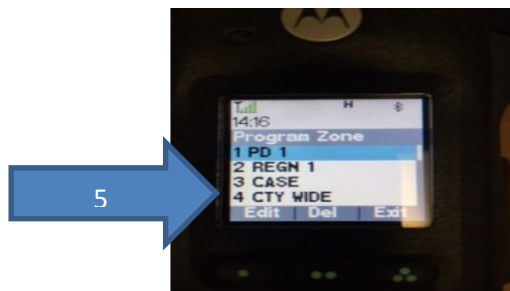 H
14:16
Program Zone
1 PD 1
2 REGN 1
3 CASE
4 CTY WIDE
Edit Del Exit
5